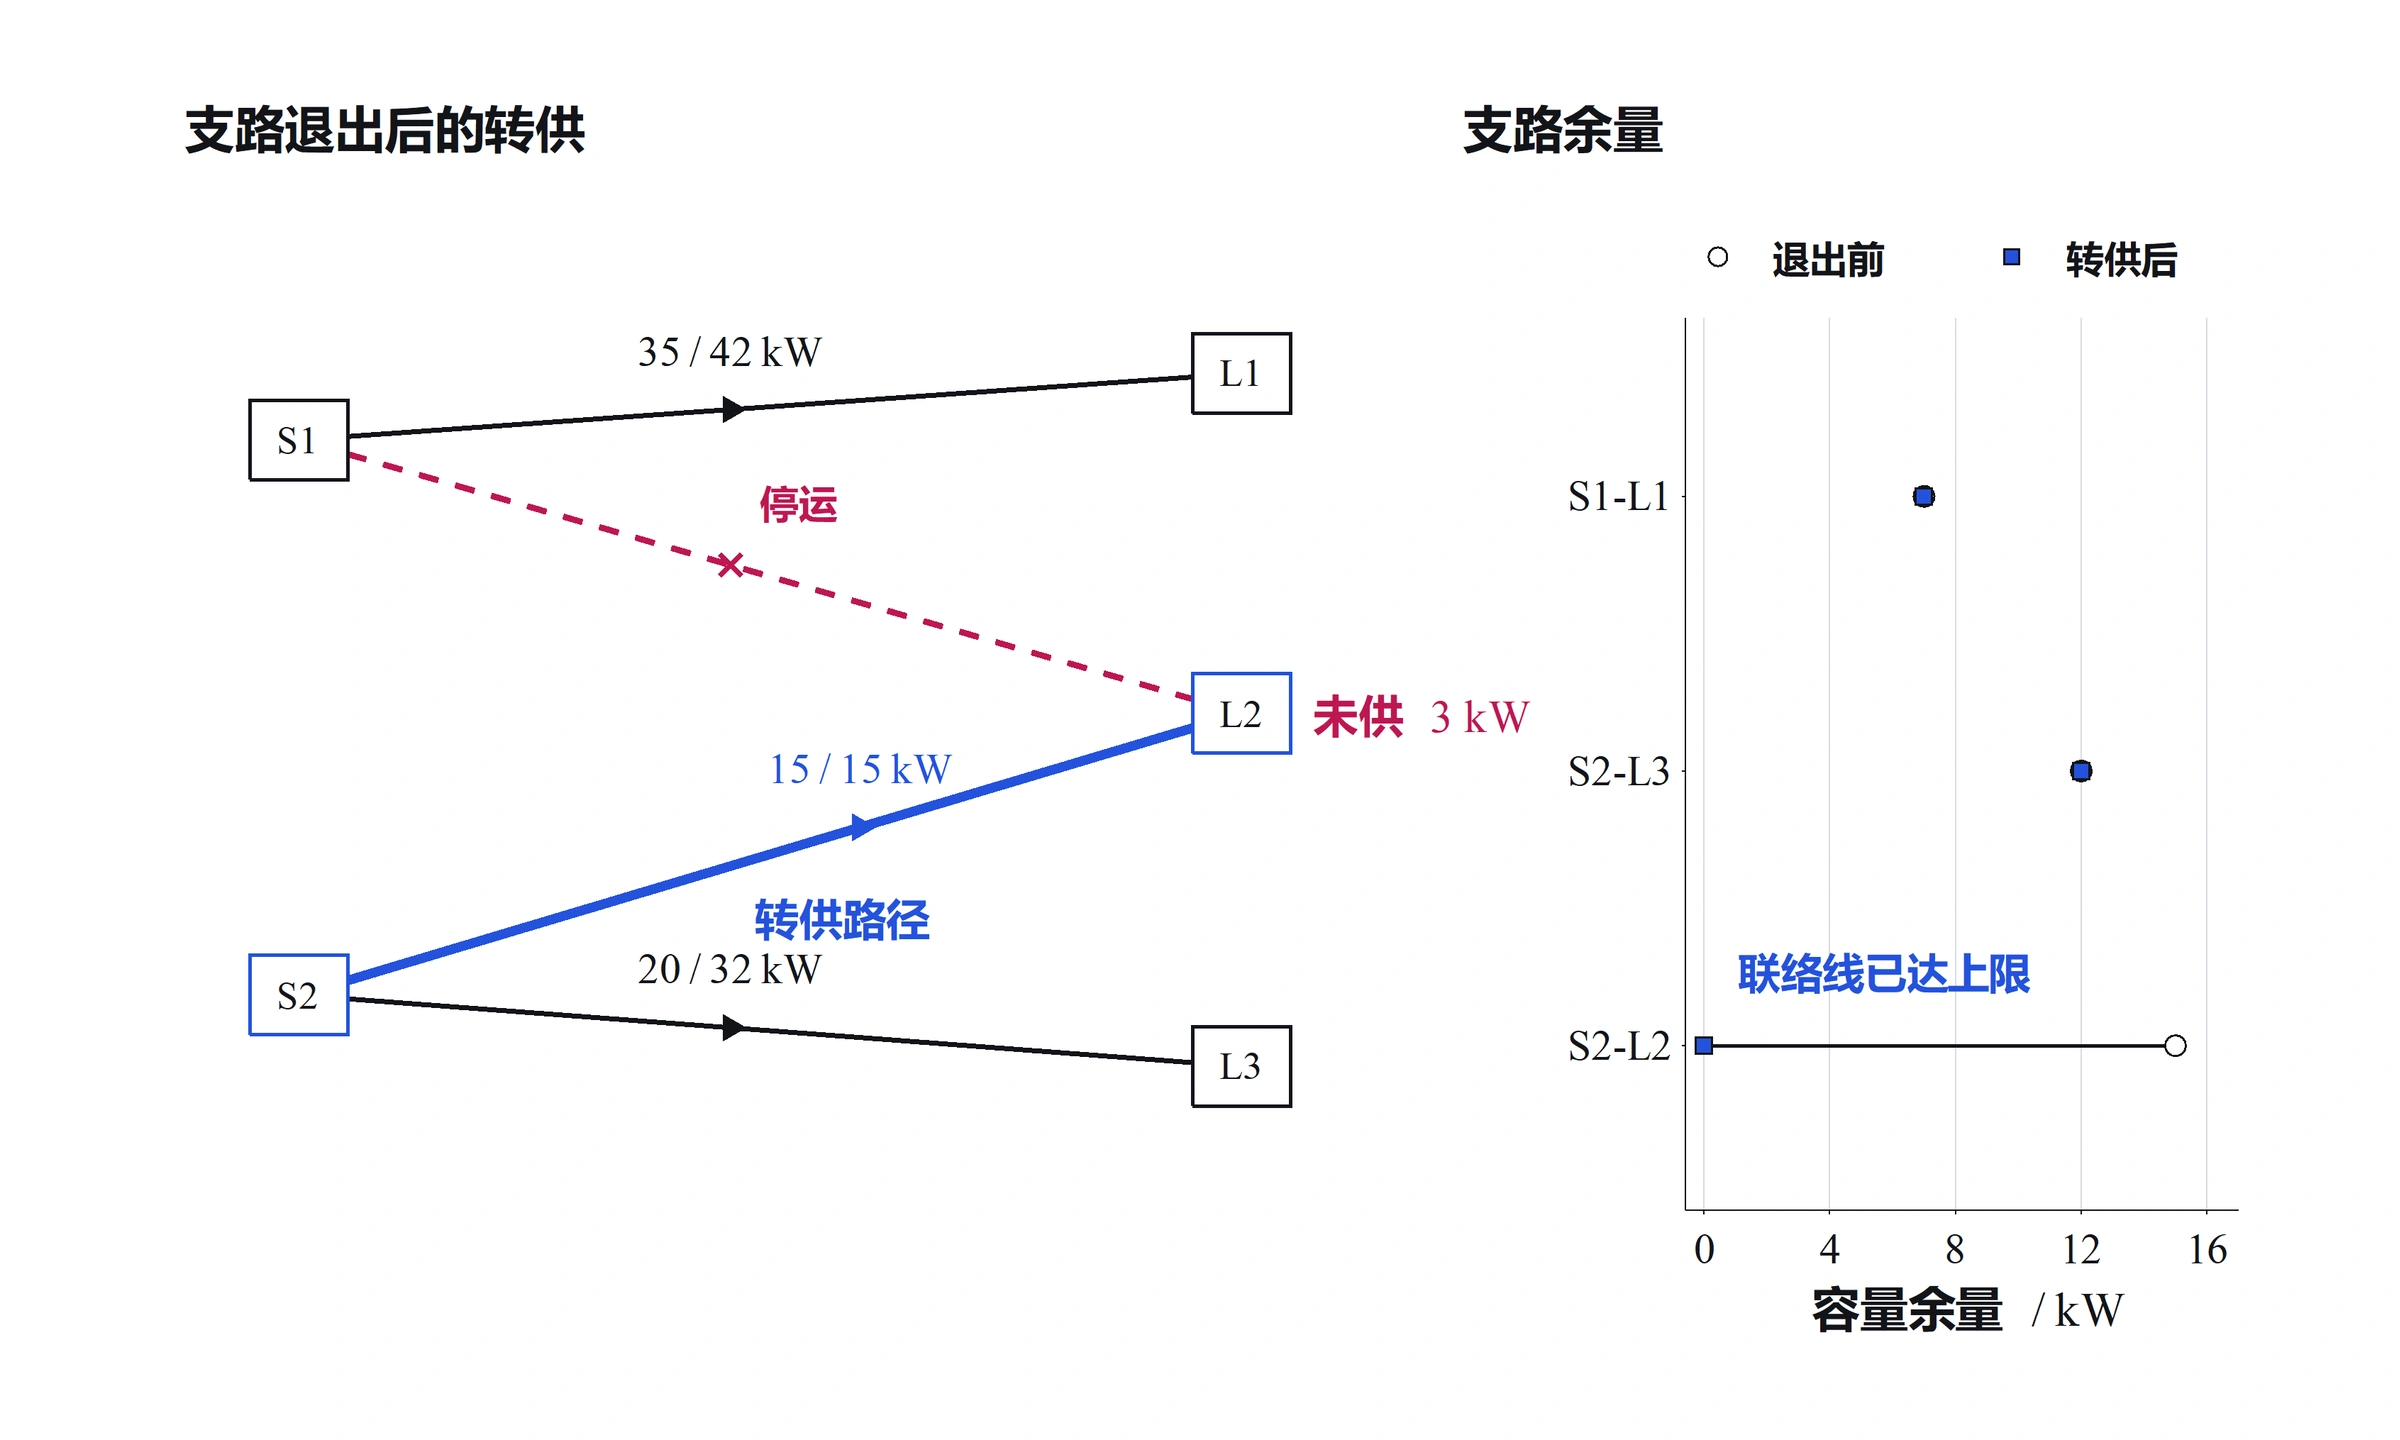 支路退出后的转供
35 / 42 kW
S1
L1
停运
L2
未供 3 kW
15 / 15 kW
转供路径
S2
20 / 32 kW
L3
支路余量
退出前
转供后
S1-L1
S2-L3
联络线已达上限
S2-L2
0 4 8 12 16
容量余量 / kW